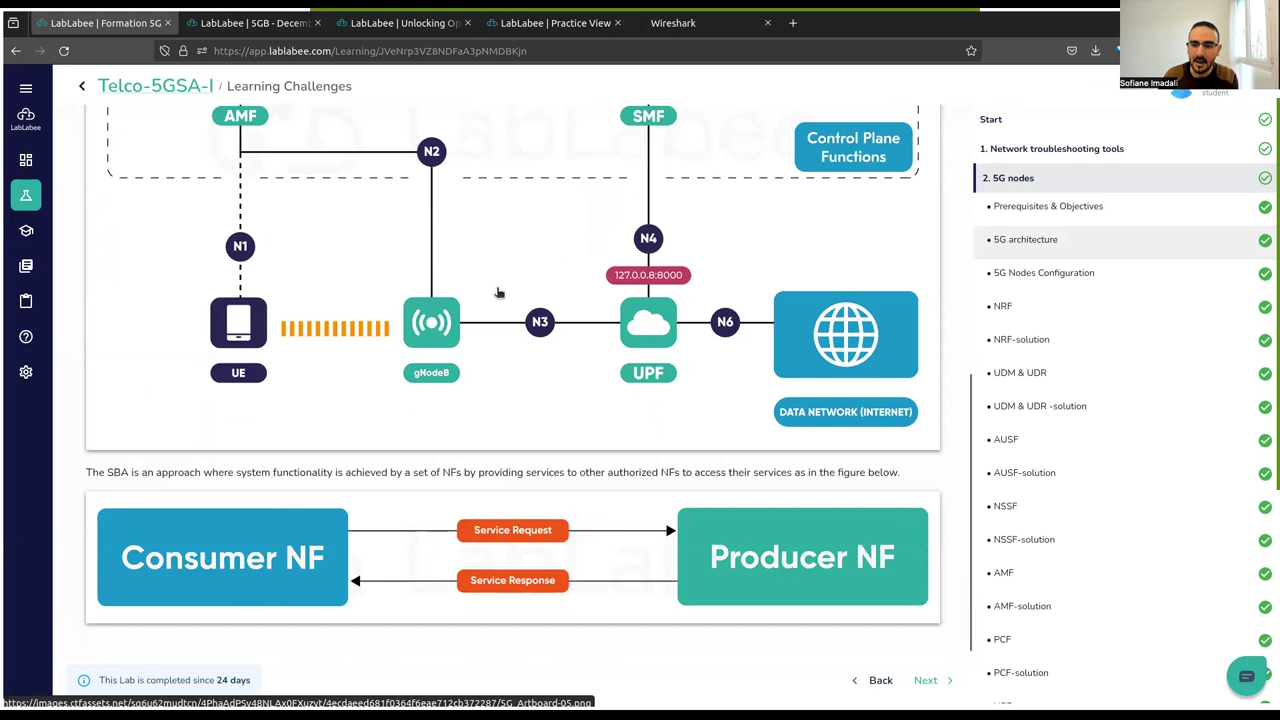 LabLabee | Formation 5G
LabLabee | 5GB - Decemb
LabLabee | Unlocking Op
LabLabee | Practice View
Wireshark
https://app.lablabee.com/Learning/JVeNrp3VZ8NDFaA3pNMDBKjn
Sofiane Imadali
student
LabLabee
Telco-5GSA-I / Learning Challenges
AMF
SMF
Control Plane
Functions
N2
N1
N4
127.0.0.8:8000
N3
N6
UE
gNodeB
UPF
DATA NETWORK (INTERNET)
The SBA is an approach where system functionality is achieved by a set of NFs by providing services to other authorized NFs to access their services as in the figure below.
Consumer NF
Service Request
Service Response
Producer NF
This Lab is completed since 24 days
Back
Next
Start
1. Network troubleshooting tools
2. 5G nodes
• Prerequisites & Objectives
• 5G architecture
• 5G Nodes Configuration
• NRF
• NRF-solution
• UDM & UDR
• UDM & UDR -solution
• AUSF
• AUSF-solution
• NSSF
• NSSF-solution
• AMF
• AMF-solution
• PCF
• PCF-solution